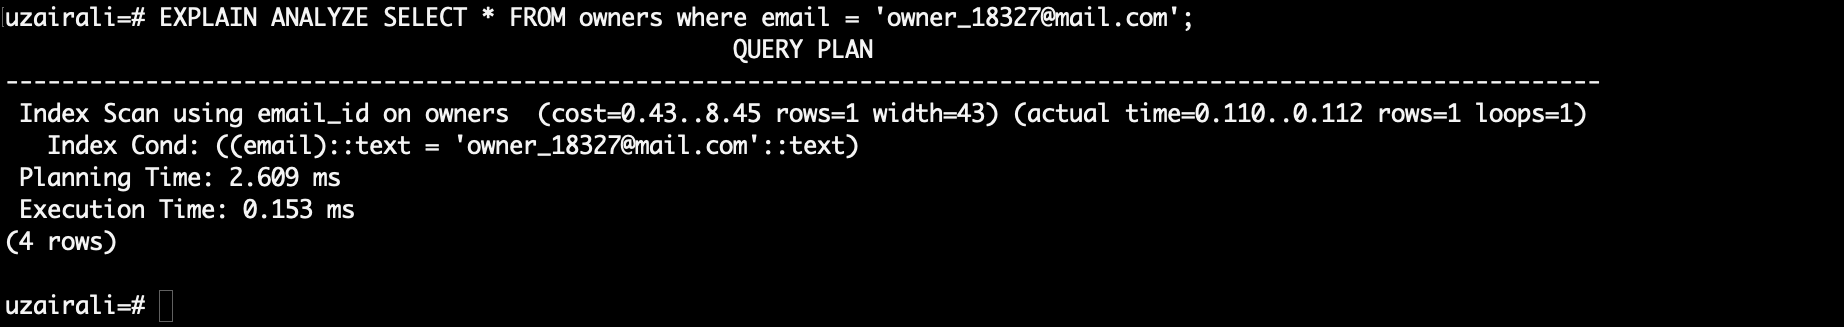 uzairali=# EXPLAIN ANALYZE SELECT * FROM owners where email = 'owner_18327@mail.com';
QUERY PLAN
------------------------------------------------------------------------------------------------------------------
Index Scan using email_id on owners  (cost=0.43..8.45 rows=1 width=43) (actual time=0.110..0.112 rows=1 loops=1)
Index Cond: ((email)::text = 'owner_18327@mail.com'::text)
Planning Time: 2.609 ms
Execution Time: 0.153 ms
(4 rows)
uzairali=#